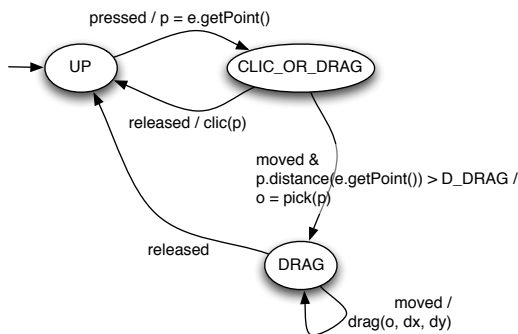 pressed / p = e.getPoint()
UP
CLIC_OR_DRAG
released / clic(p)
moved &
p.distance(e.getPoint()) > D_DRAG /
o = pick(p)
released
DRAG
moved /
drag(o, dx, dy)